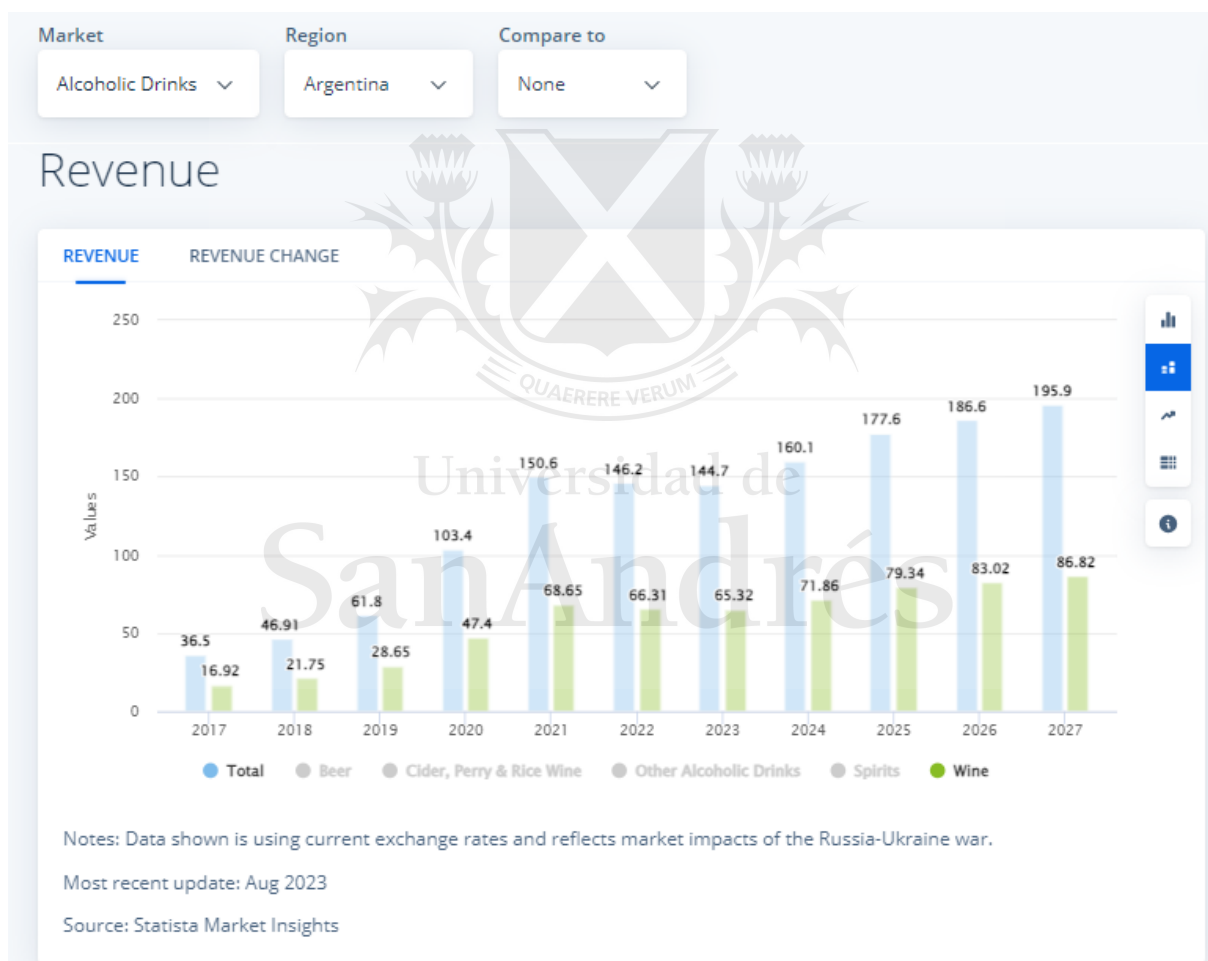 Market Region Compare to
Alcoholic Drinks Argentina None
Revenue
REVENUE REVENUE CHANGE
250
200
150
100
50
0
Values
36.5
16.92
46.91
21.75
61.8
28.65
103.4
47.4
150.6
68.65
146.2
66.31
144.7
65.32
160.1
71.86
177.6
79.34
186.6
83.02
195.9
86.82
2017 2018 2019 2020 2021 2022 2023 2024 2025 2026 2027
Total Beer Cider, Perry & Rice Wine Other Alcoholic Drinks Spirits Wine
Notes: Data shown is using current exchange rates and reflects market impacts of the Russia-Ukraine war.
Most recent update: Aug 2023
Source: Statista Market Insights
QUAERERE VERUM
Universidad de
SanAndrés